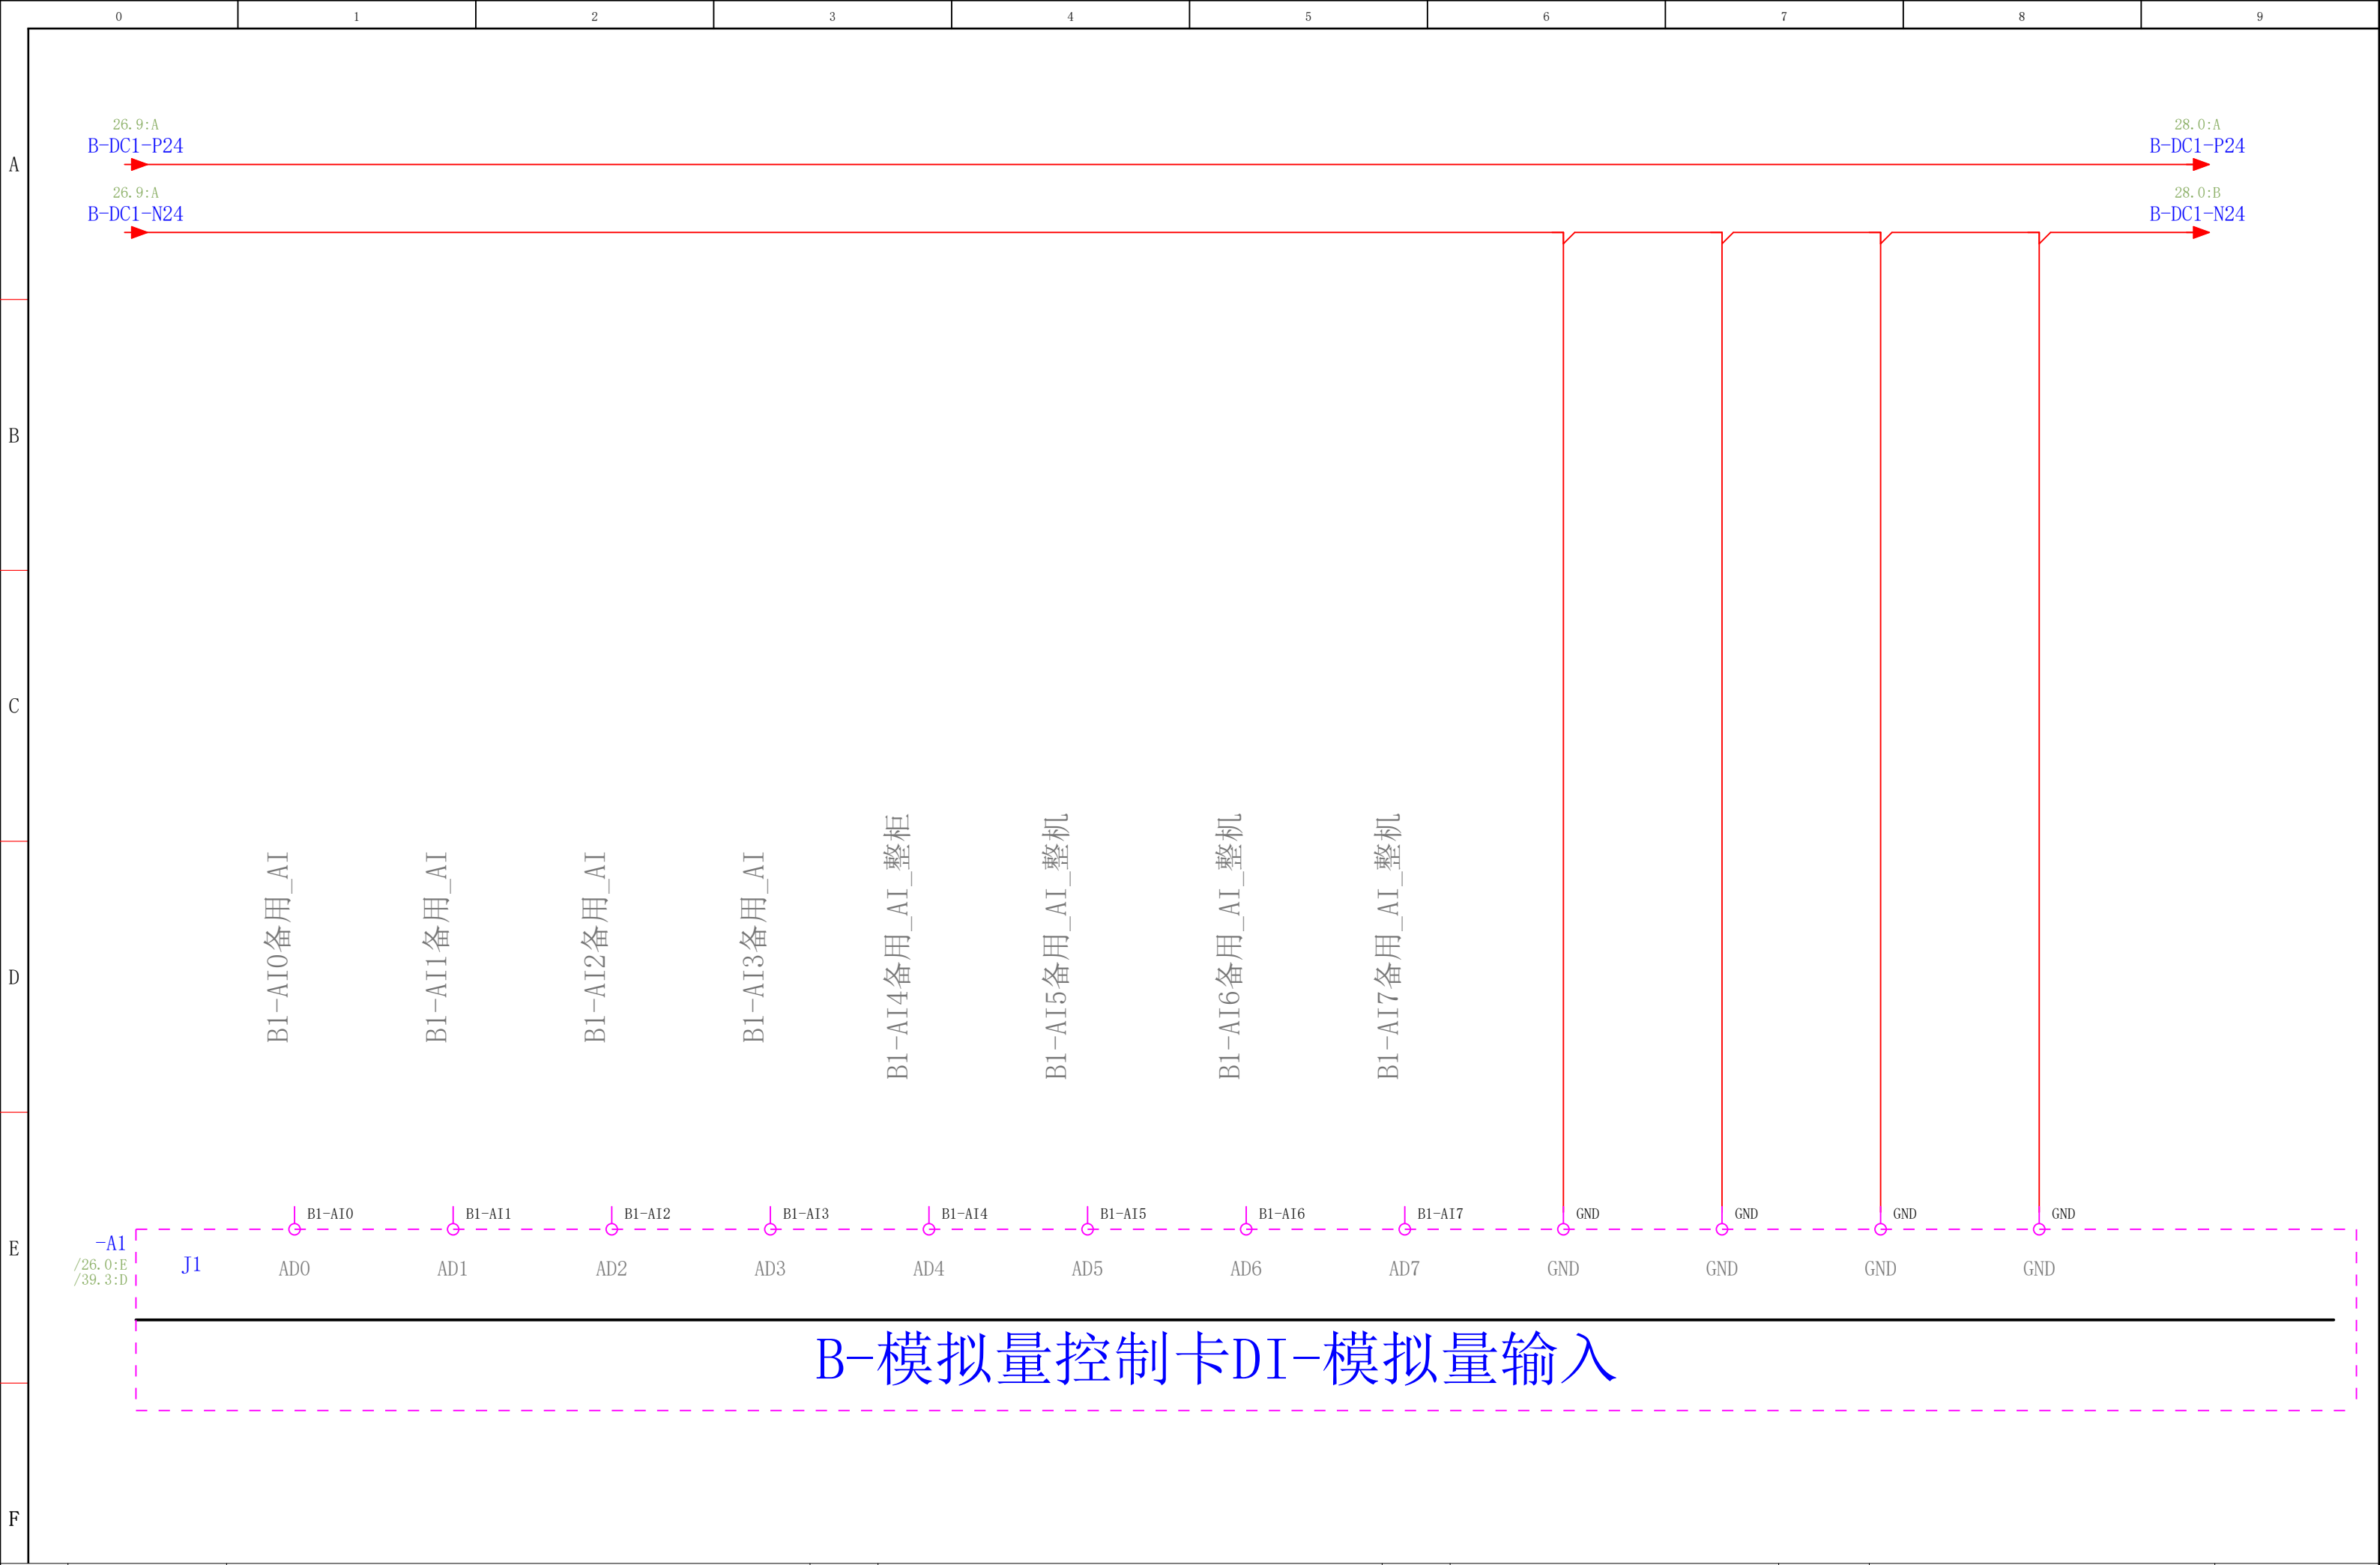 0 1 2 3 4 5 6 7 8 9
26.9:A 28.0:A
B-DC1-P24 B-DC1-P24
A
26.9:A 28.0:B
B-DC1-N24 B-DC1-N24
B
C
B1-AI0备用_AI
B1-AI1备用_AI
B1-AI2备用_AI
B1-AI3备用_AI
B1-AI4备用_AI_整柜
B1-AI5备用_AI_整机
B1-AI6备用_AI_整机
B1-AI7备用_AI_整机
D
B1-AI0 B1-AI1 B1-AI2 B1-AI3 B1-AI4 B1-AI5 B1-AI6 B1-AI7 GND GND GND GND
-A1
E
/26.0:E
/39.3:D
J1 AD0 AD1 AD2 AD3 AD4 AD5 AD6 AD7 GND GND GND GND
B-模拟量控制卡DI-模拟量输入
F